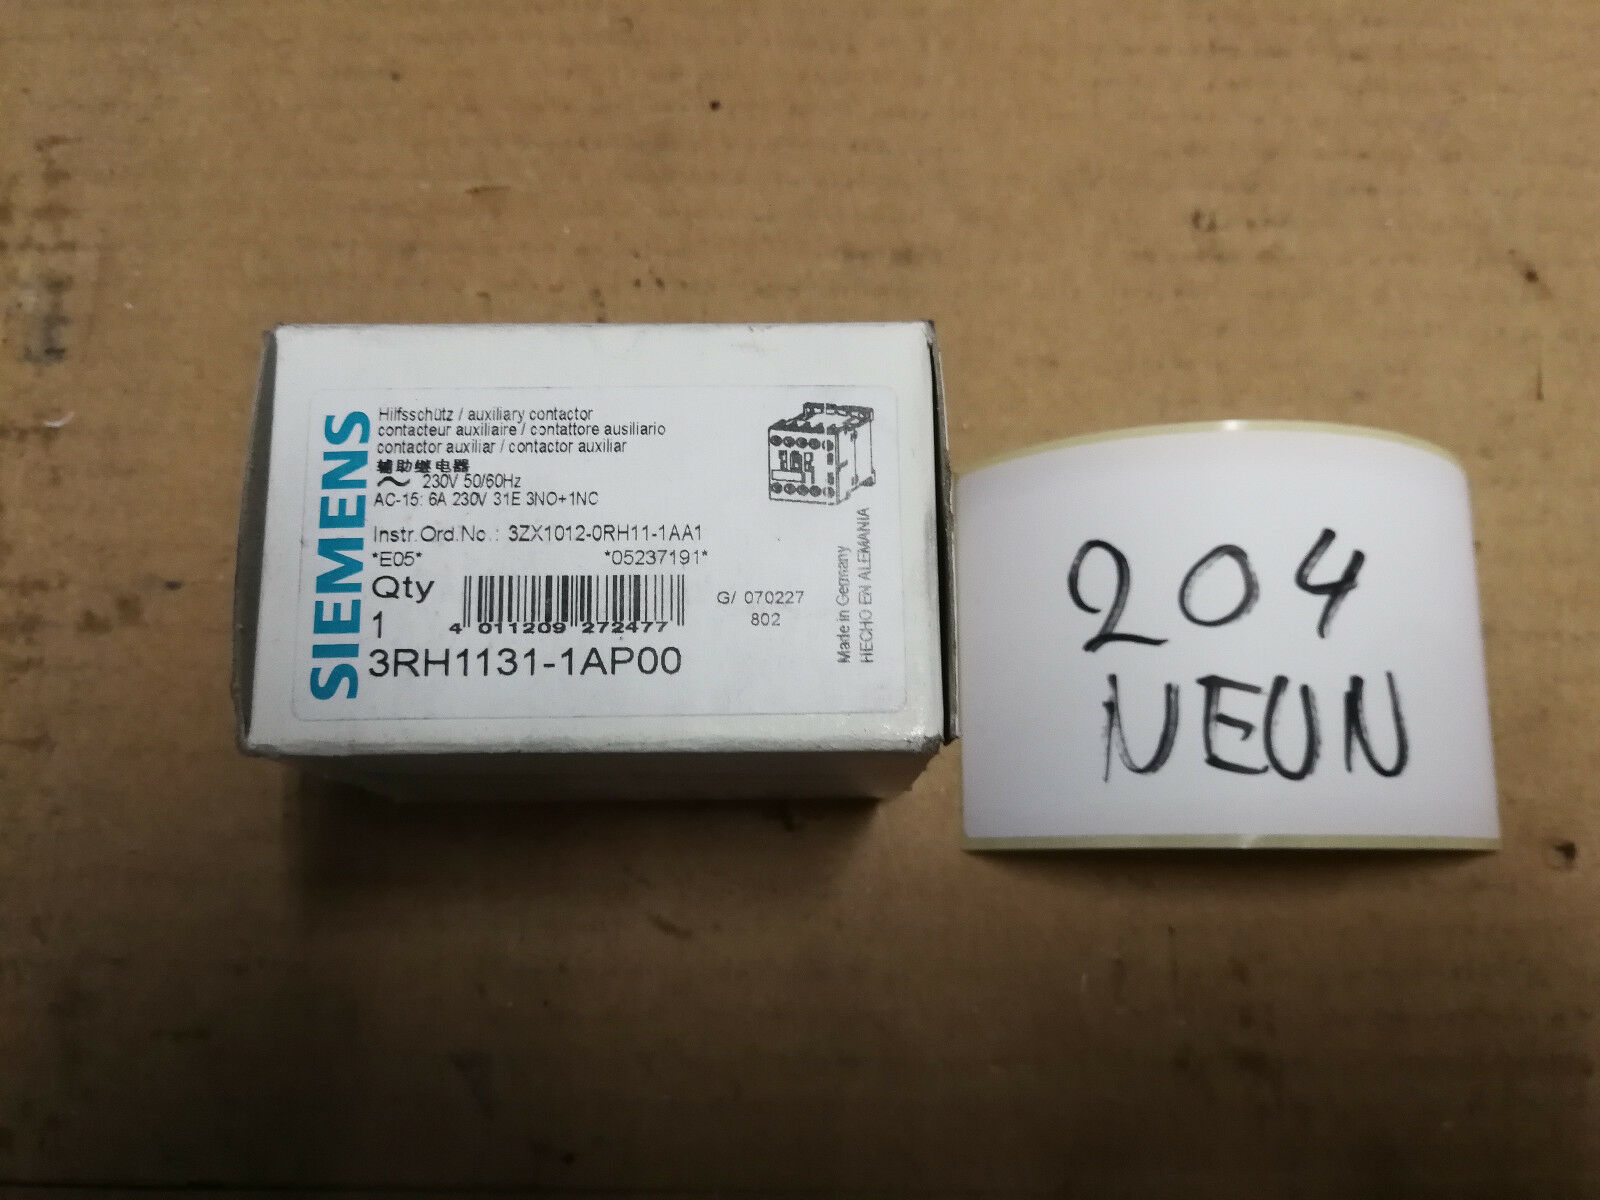 SIEMENS
Hilfsschütz / auxiliary contactor
contacteur auxiliaire / contattore ausiliario
contactor auxiliar / contactor auxiliar
辅助继电器
~ 230V 50/60Hz
AC-15: 6A 230V 31E 3NO+1NC
Instr.Ord.No.: 3ZX1012-0RH11-1AA1
*E05* *05237191*
Qty
1
4 011209 272477
G/ 070227
802
3RH1131-1AP00
Made in Germany
HECHO EN ALEMANIA
204
NEUN